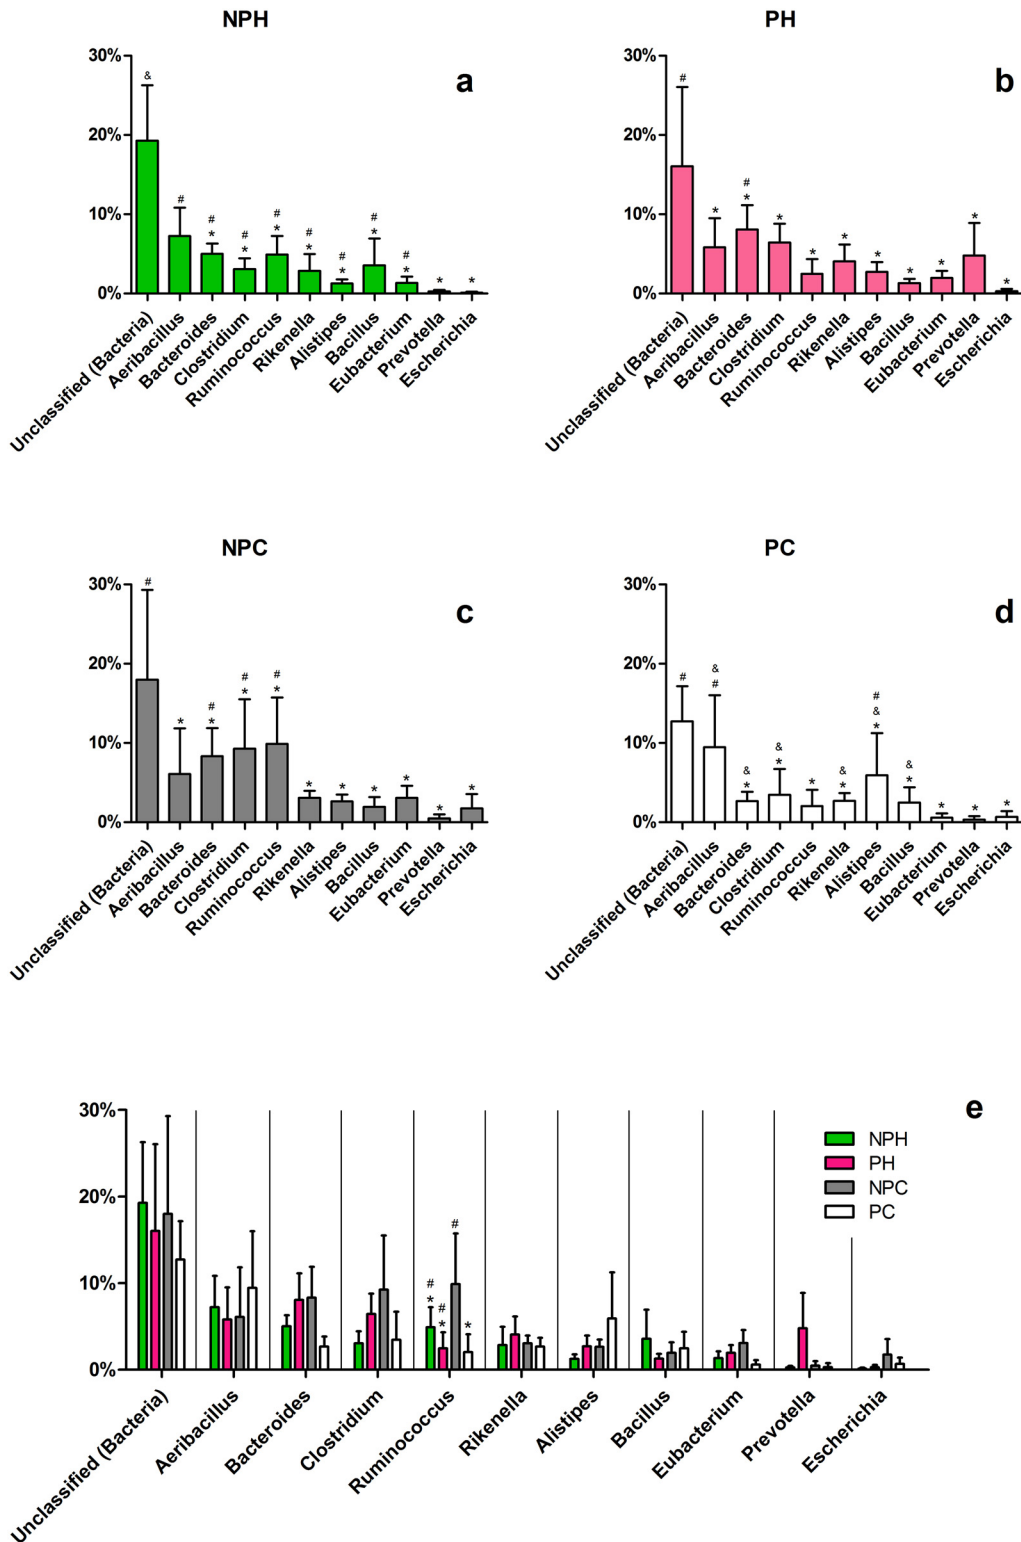 NPH
a
30%
20%
10%
0%
&
#
#
*
#
*
#
*
#
*
#
*
#
*
#
*
*
*
Unclassified (Bacteria)
Aeribacillus
Bacteroides
Clostridium
Ruminococcus
Rikenella
Alistipes
Bacillus
Eubacterium
Prevotella
Escherichia
PH
b
30%
20%
10%
0%
#
*
#
*
*
*
*
*
*
*
*
*
Unclassified (Bacteria)
Aeribacillus
Bacteroides
Clostridium
Ruminococcus
Rikenella
Alistipes
Bacillus
Eubacterium
Prevotella
Escherichia
NPC
c
30%
20%
10%
0%
#
*
#
*
#
*
#
*
*
*
*
*
*
*
Unclassified (Bacteria)
Aeribacillus
Bacteroides
Clostridium
Ruminococcus
Rikenella
Alistipes
Bacillus
Eubacterium
Prevotella
Escherichia
PC
d
30%
20%
10%
0%
#
&
#
&
*
&
*
*
&
*
#
&
*
&
*
*
*
*
Unclassified (Bacteria)
Aeribacillus
Bacteroides
Clostridium
Ruminococcus
Rikenella
Alistipes
Bacillus
Eubacterium
Prevotella
Escherichia
e
30%
20%
10%
0%
#
*
#
*
#
*
NPH
PH
NPC
PC
Unclassified (Bacteria)
Aeribacillus
Bacteroides
Clostridium
Ruminococcus
Rikenella
Alistipes
Bacillus
Eubacterium
Prevotella
Escherichia